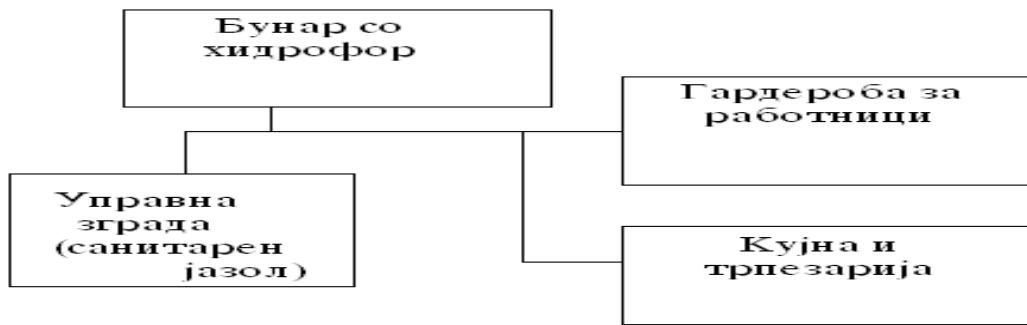 Бунар со
хидрофор
Гардероба за
работници
Управна
зграда
(санитарен
јазол)
Кујна и
трпезарија